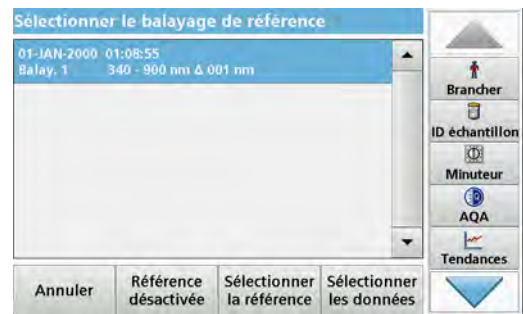 Sélectionner le balayage de référence
01-JAN-2000 01:08:55
Balay. 1 340 - 900 nm Δ 001 nm
Brancher
ID échantillon
Minuteur
AQA
Tendances
Annuler
Référence désactivée
Sélectionner la référence
Sélectionner les données